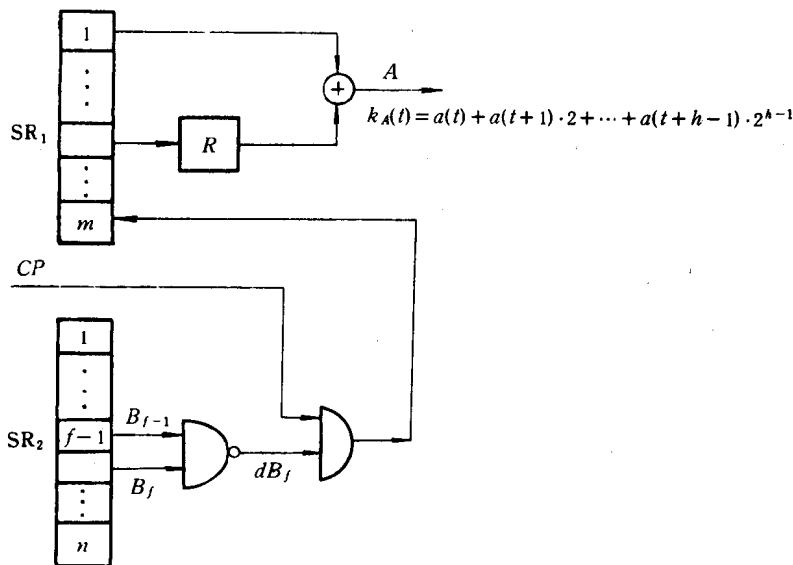 1
A
k_A(t)=a(t)+a(t+1)·2+⋯+a(t+h−1)·2^{h−1}
SR₁
R
m
CP
1
SR₂
f−1
B_{f−1}
B_f
dB_f
n